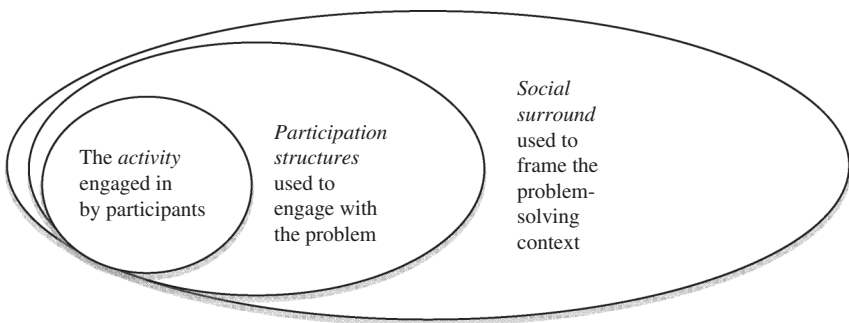 The activity
engaged in
by participants
Participation
structures
used to
engage with
the problem
Social
surround
used to
frame the
problem-
solving
context